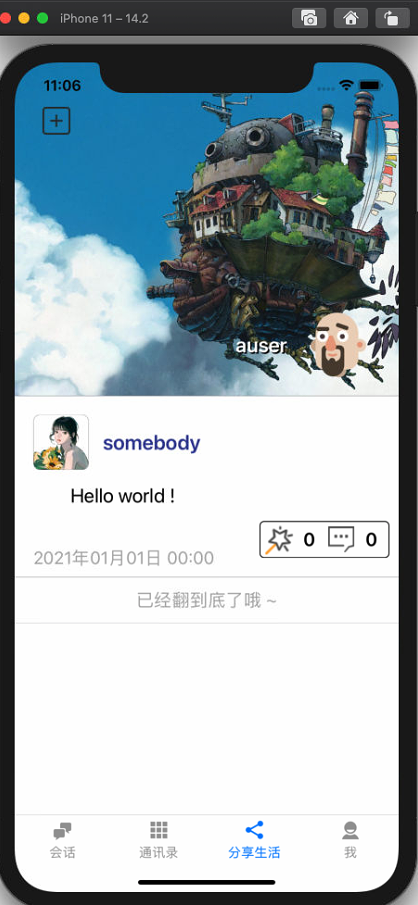 iPhone 11 – 14.2
11:06
auser
somebody
Hello world !
0 0
2021年01月01日 00:00
已经翻到底了哦 ~
会话 通讯录 分享生活 我